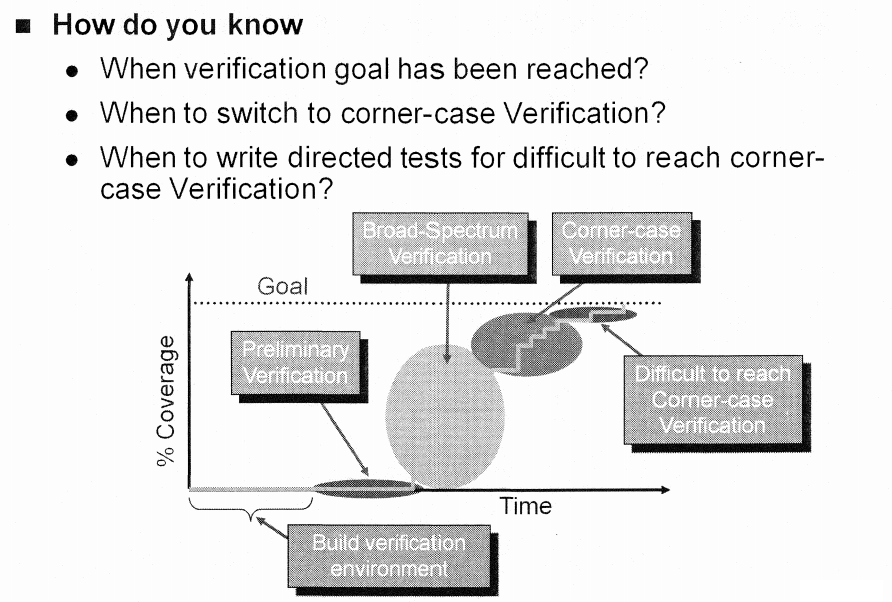 How do you know
When verification goal has been reached?
When to switch to corner-case Verification?
When to write directed tests for difficult to reach corner-
case Verification?
Broad-Spectrum
Verification
Corner-case
Verification
Goal
Preliminary
Verification
Difficult to reach
Corner-case
Verification
% Coverage
Time
Build verification
environment